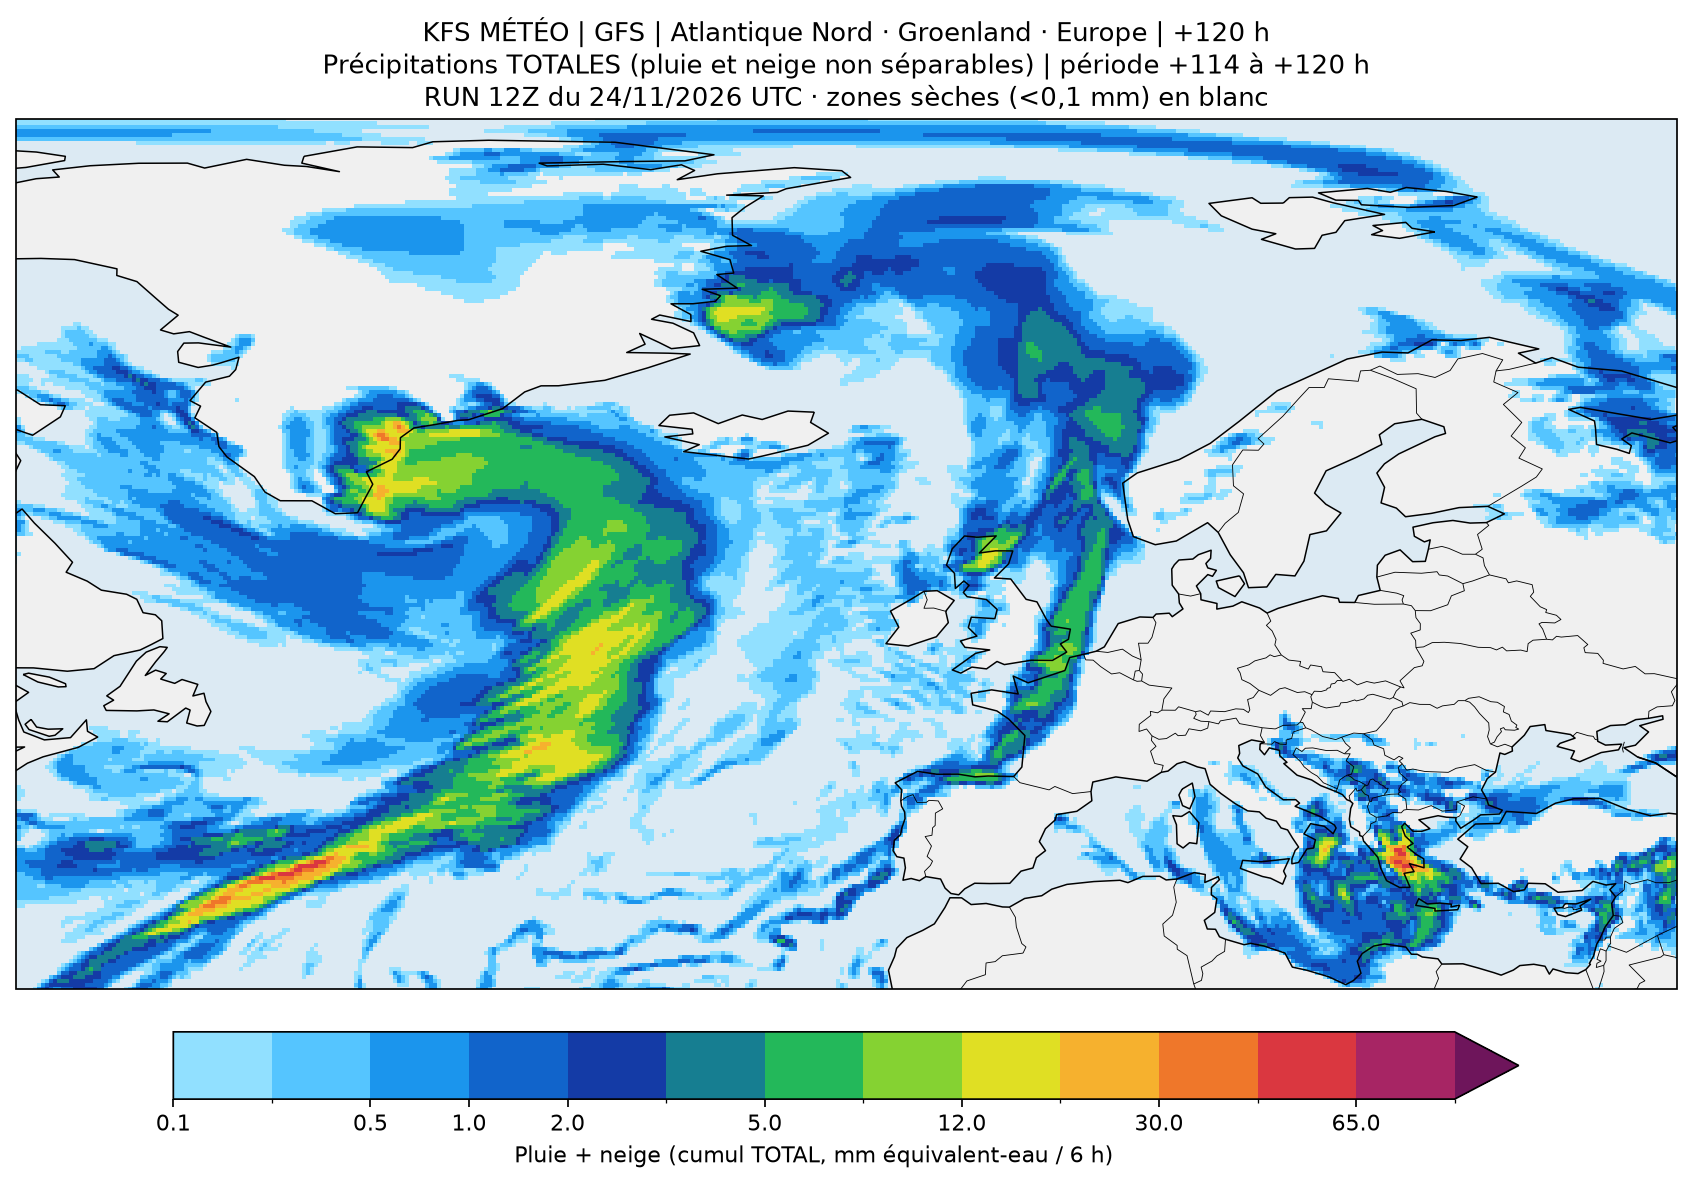 KFS MÉTÉO | GFS | Atlantique Nord · Groenland · Europe | +120 h
Précipitations TOTALES (pluie et neige non séparables) | période +114 à +120 h
RUN 12Z du 24/11/2026 UTC · zones sèches (<0,1 mm) en blanc
0.1 0.5 1.0 2.0 5.0 12.0 30.0 65.0
Pluie + neige (cumul TOTAL, mm équivalent-eau / 6 h)